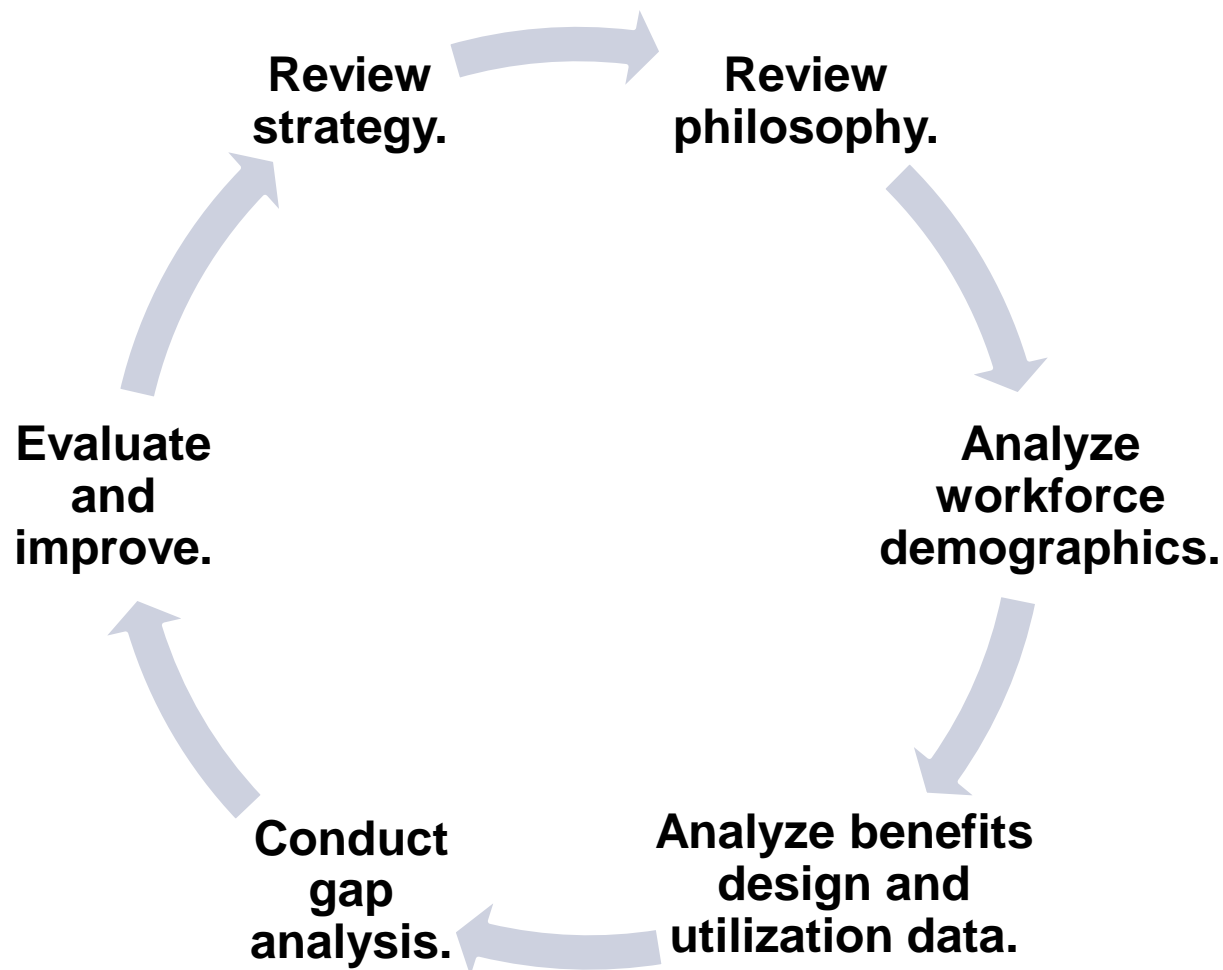 Review
strategy.
Review
philosophy.
Analyze
workforce
demographics.
Analyze benefits
design and
utilization data.
Conduct
gap
analysis.
Evaluate
and
improve.